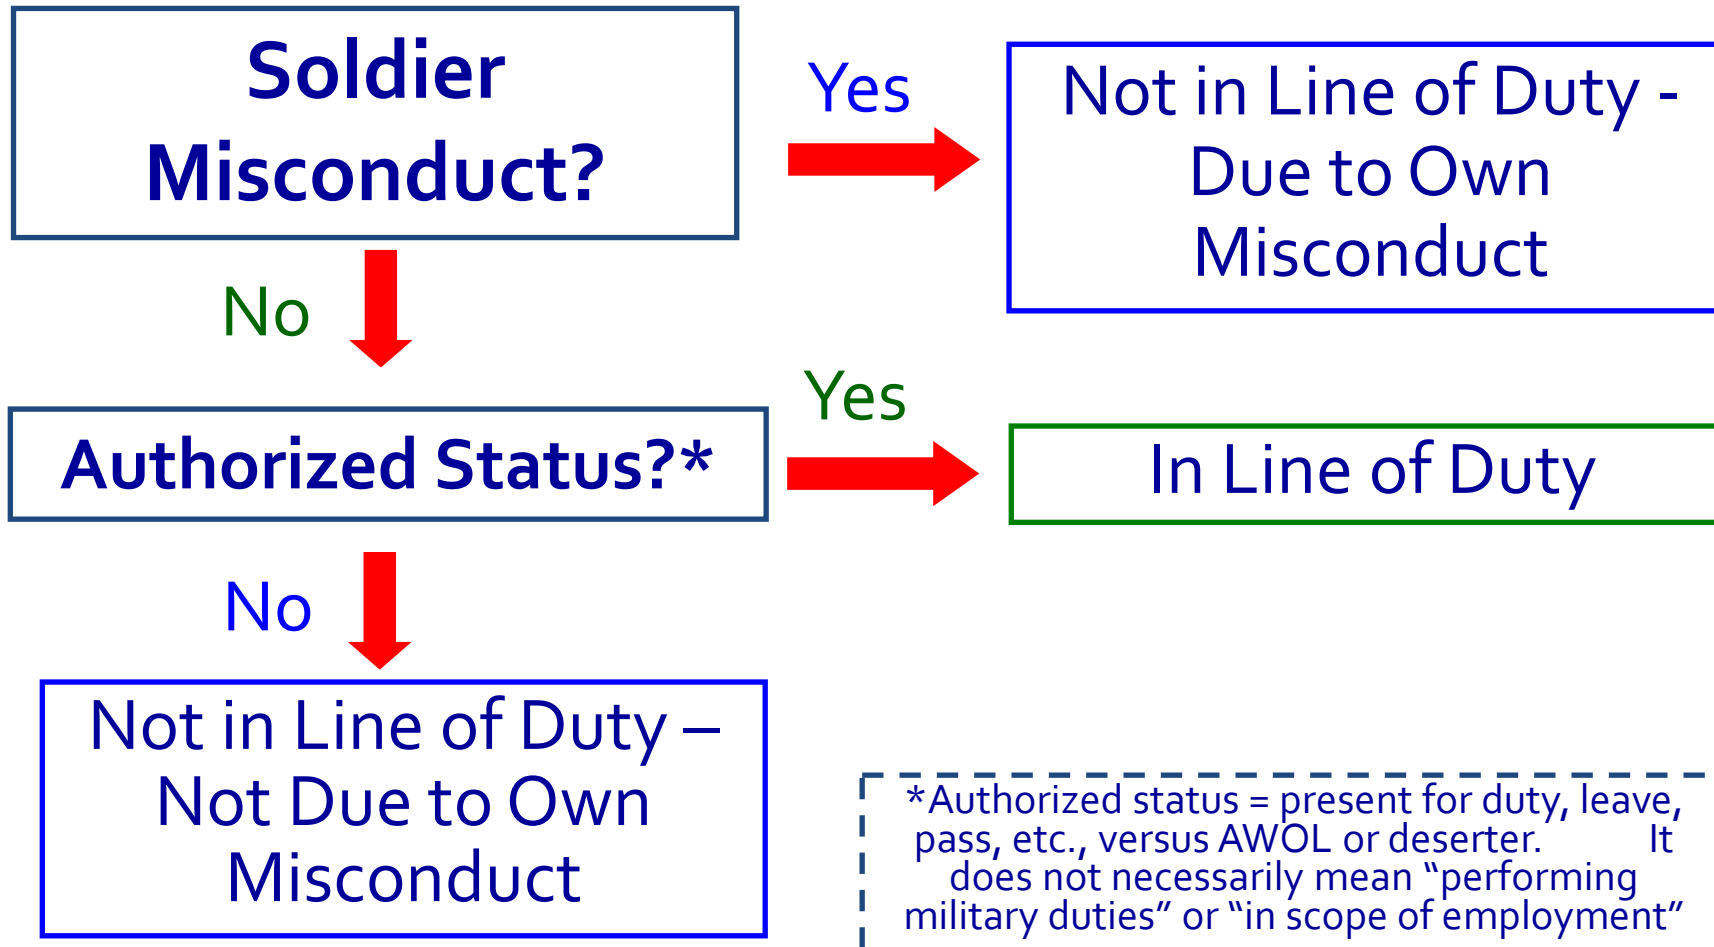 Soldier
Misconduct?
Yes
Not in Line of Duty -
Due to Own
Misconduct
No
Authorized Status?*
Yes
In Line of Duty
No
Not in Line of Duty –
Not Due to Own
Misconduct
*Authorized status = present for duty, leave,
pass, etc., versus AWOL or deserter. It
does not necessarily mean “performing
military duties” or “in scope of employment”